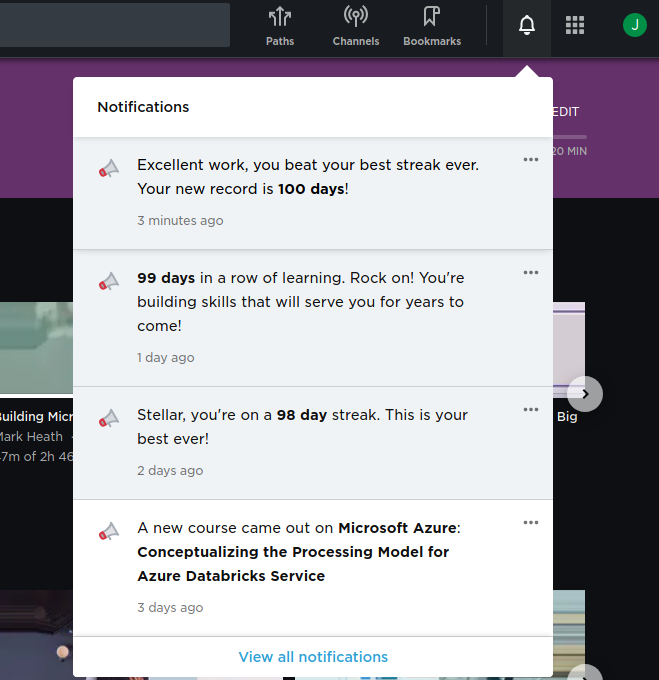 Paths
Channels
Bookmarks
J
Notifications
EDIT
20 MIN
Excellent work, you beat your best streak ever.
Your new record is 100 days!
3 minutes ago
99 days in a row of learning. Rock on! You're
building skills that will serve you for years to
come!
1 day ago
Stellar, you're on a 98 day streak. This is your
best ever!
2 days ago
A new course came out on Microsoft Azure:
Conceptualizing the Processing Model for
Azure Databricks Service
3 days ago
View all notifications
Building Micr
Mark Heath
47m of 2h 46
Big